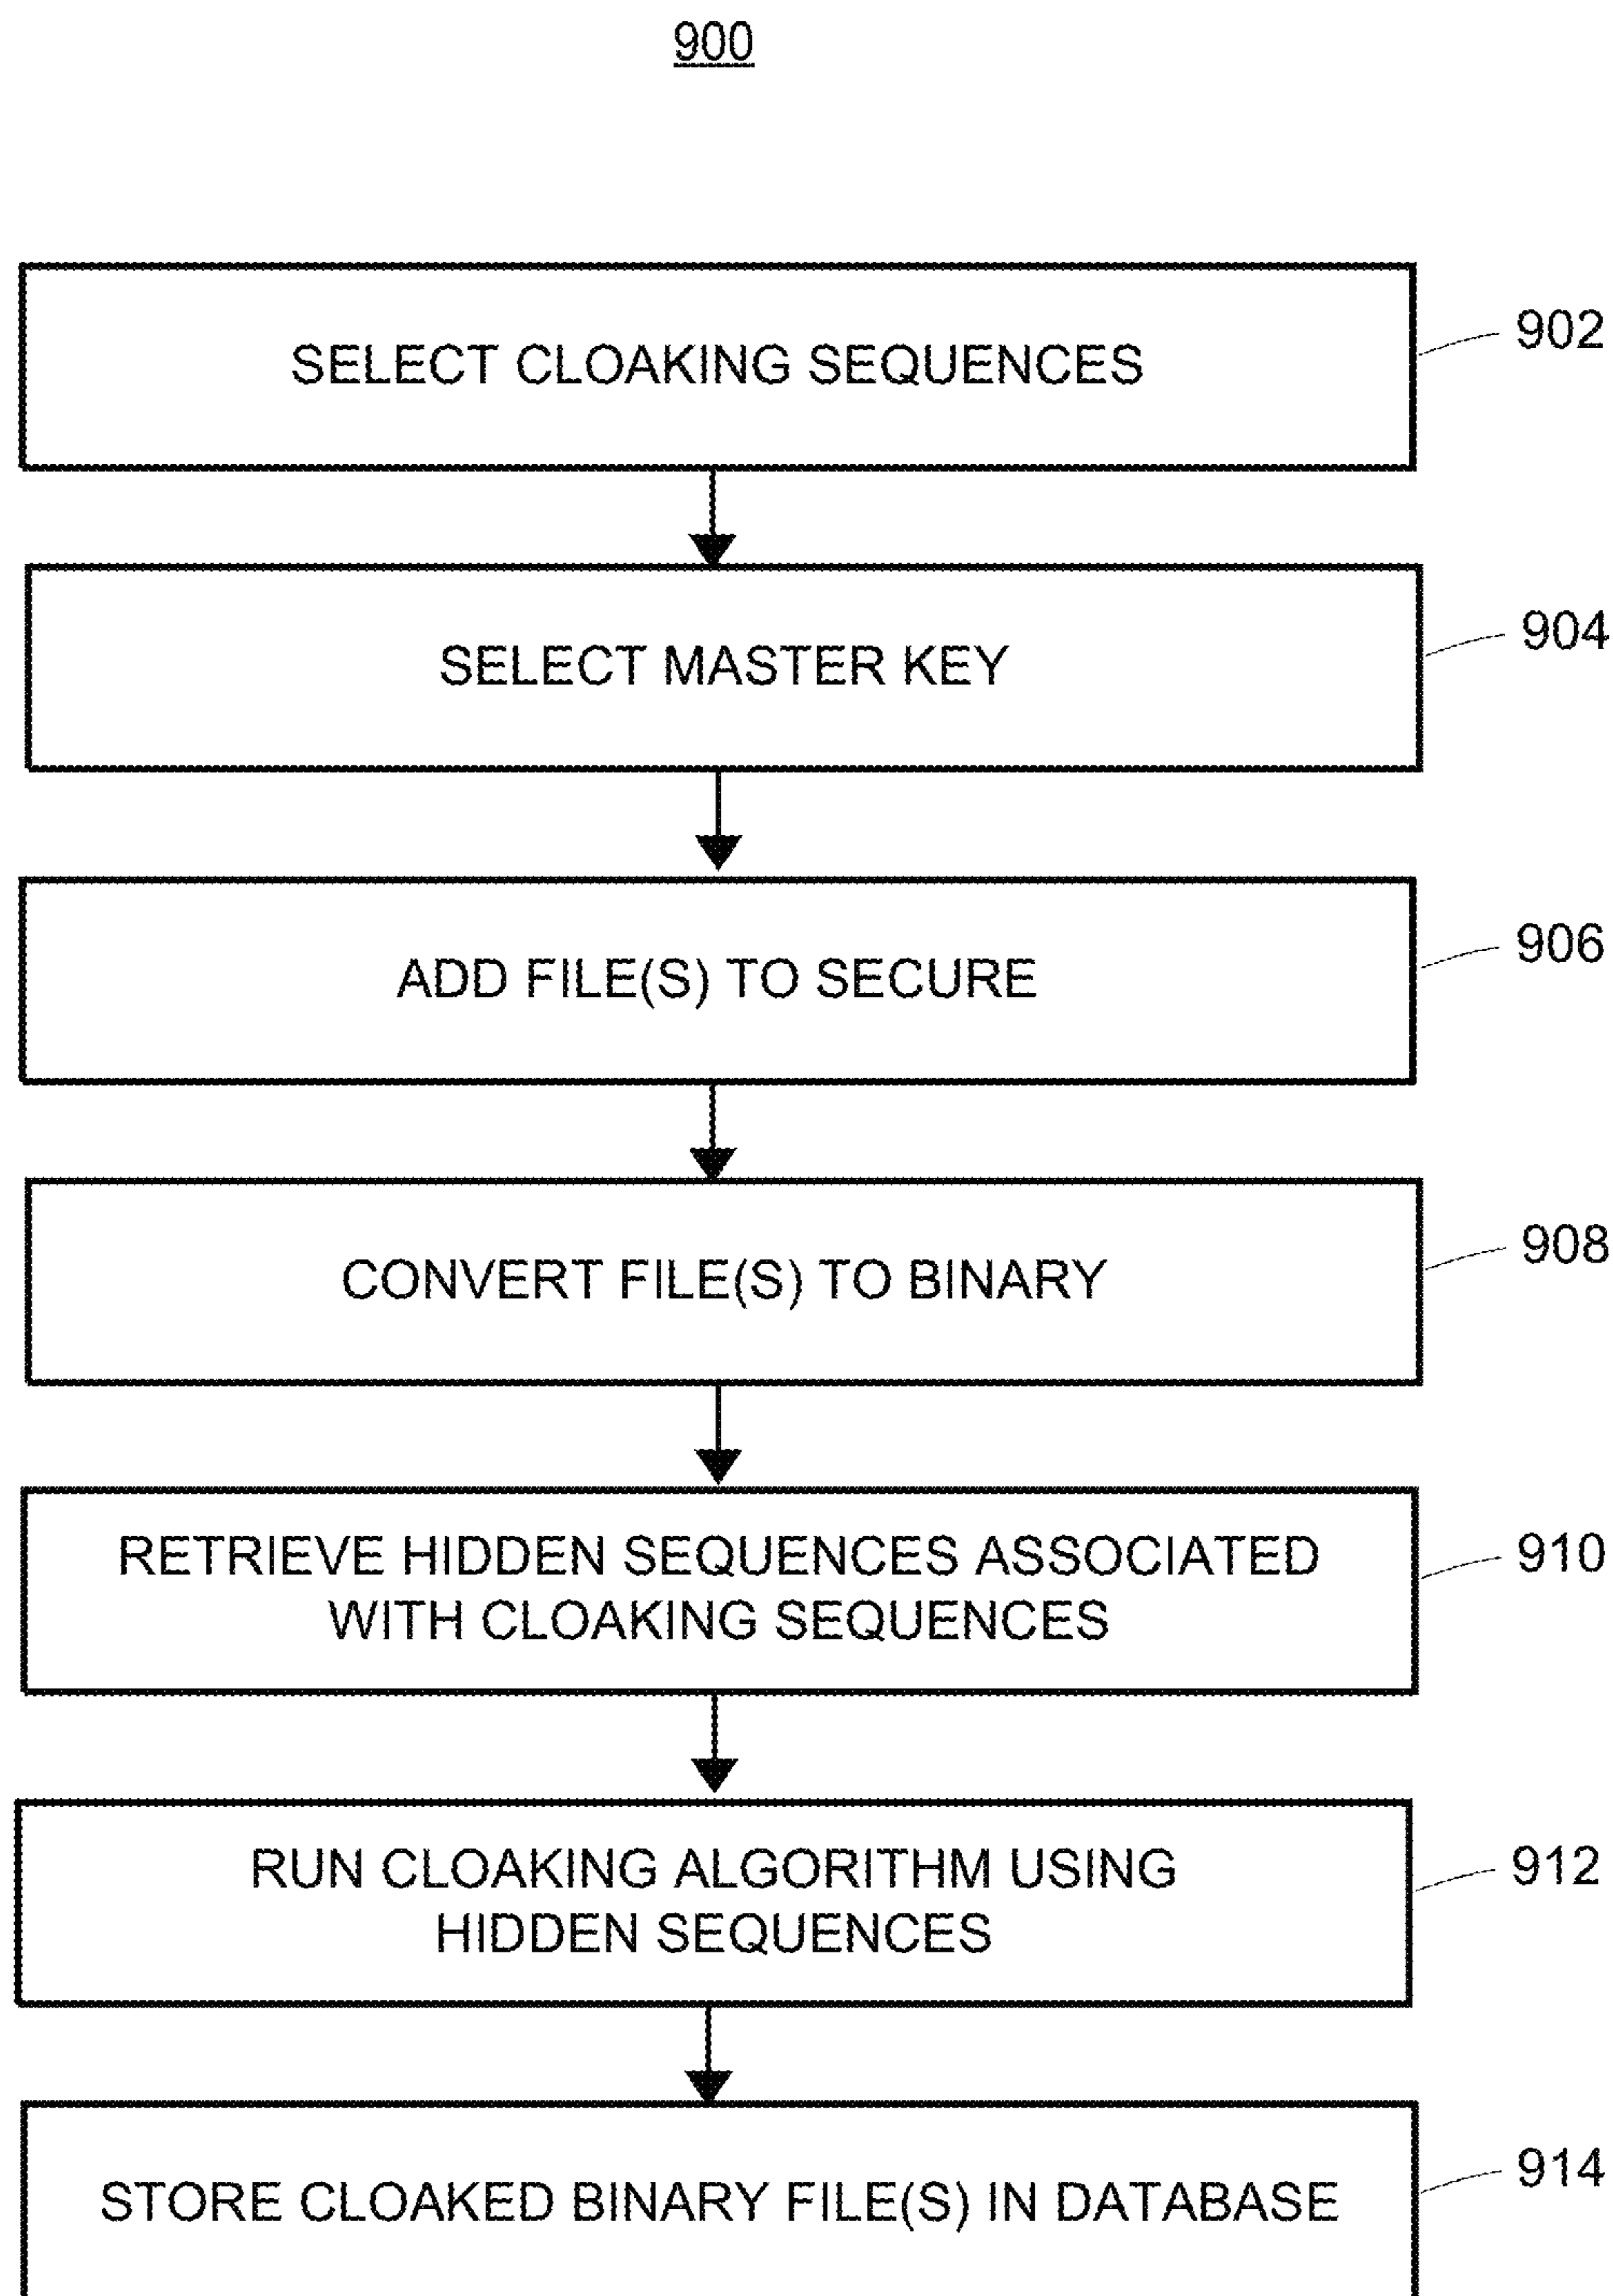 900
SELECT CLOAKING SEQUENCES
902
SELECT MASTER KEY
904
ADD FILE(S) TO SECURE
906
CONVERT FILE(S) TO BINARY
908
RETRIEVE HIDDEN SEQUENCES ASSOCIATED
WITH CLOAKING SEQUENCES
910
RUN CLOAKING ALGORITHM USING
HIDDEN SEQUENCES
912
STORE CLOAKED BINARY FILE(S) IN DATABASE
914